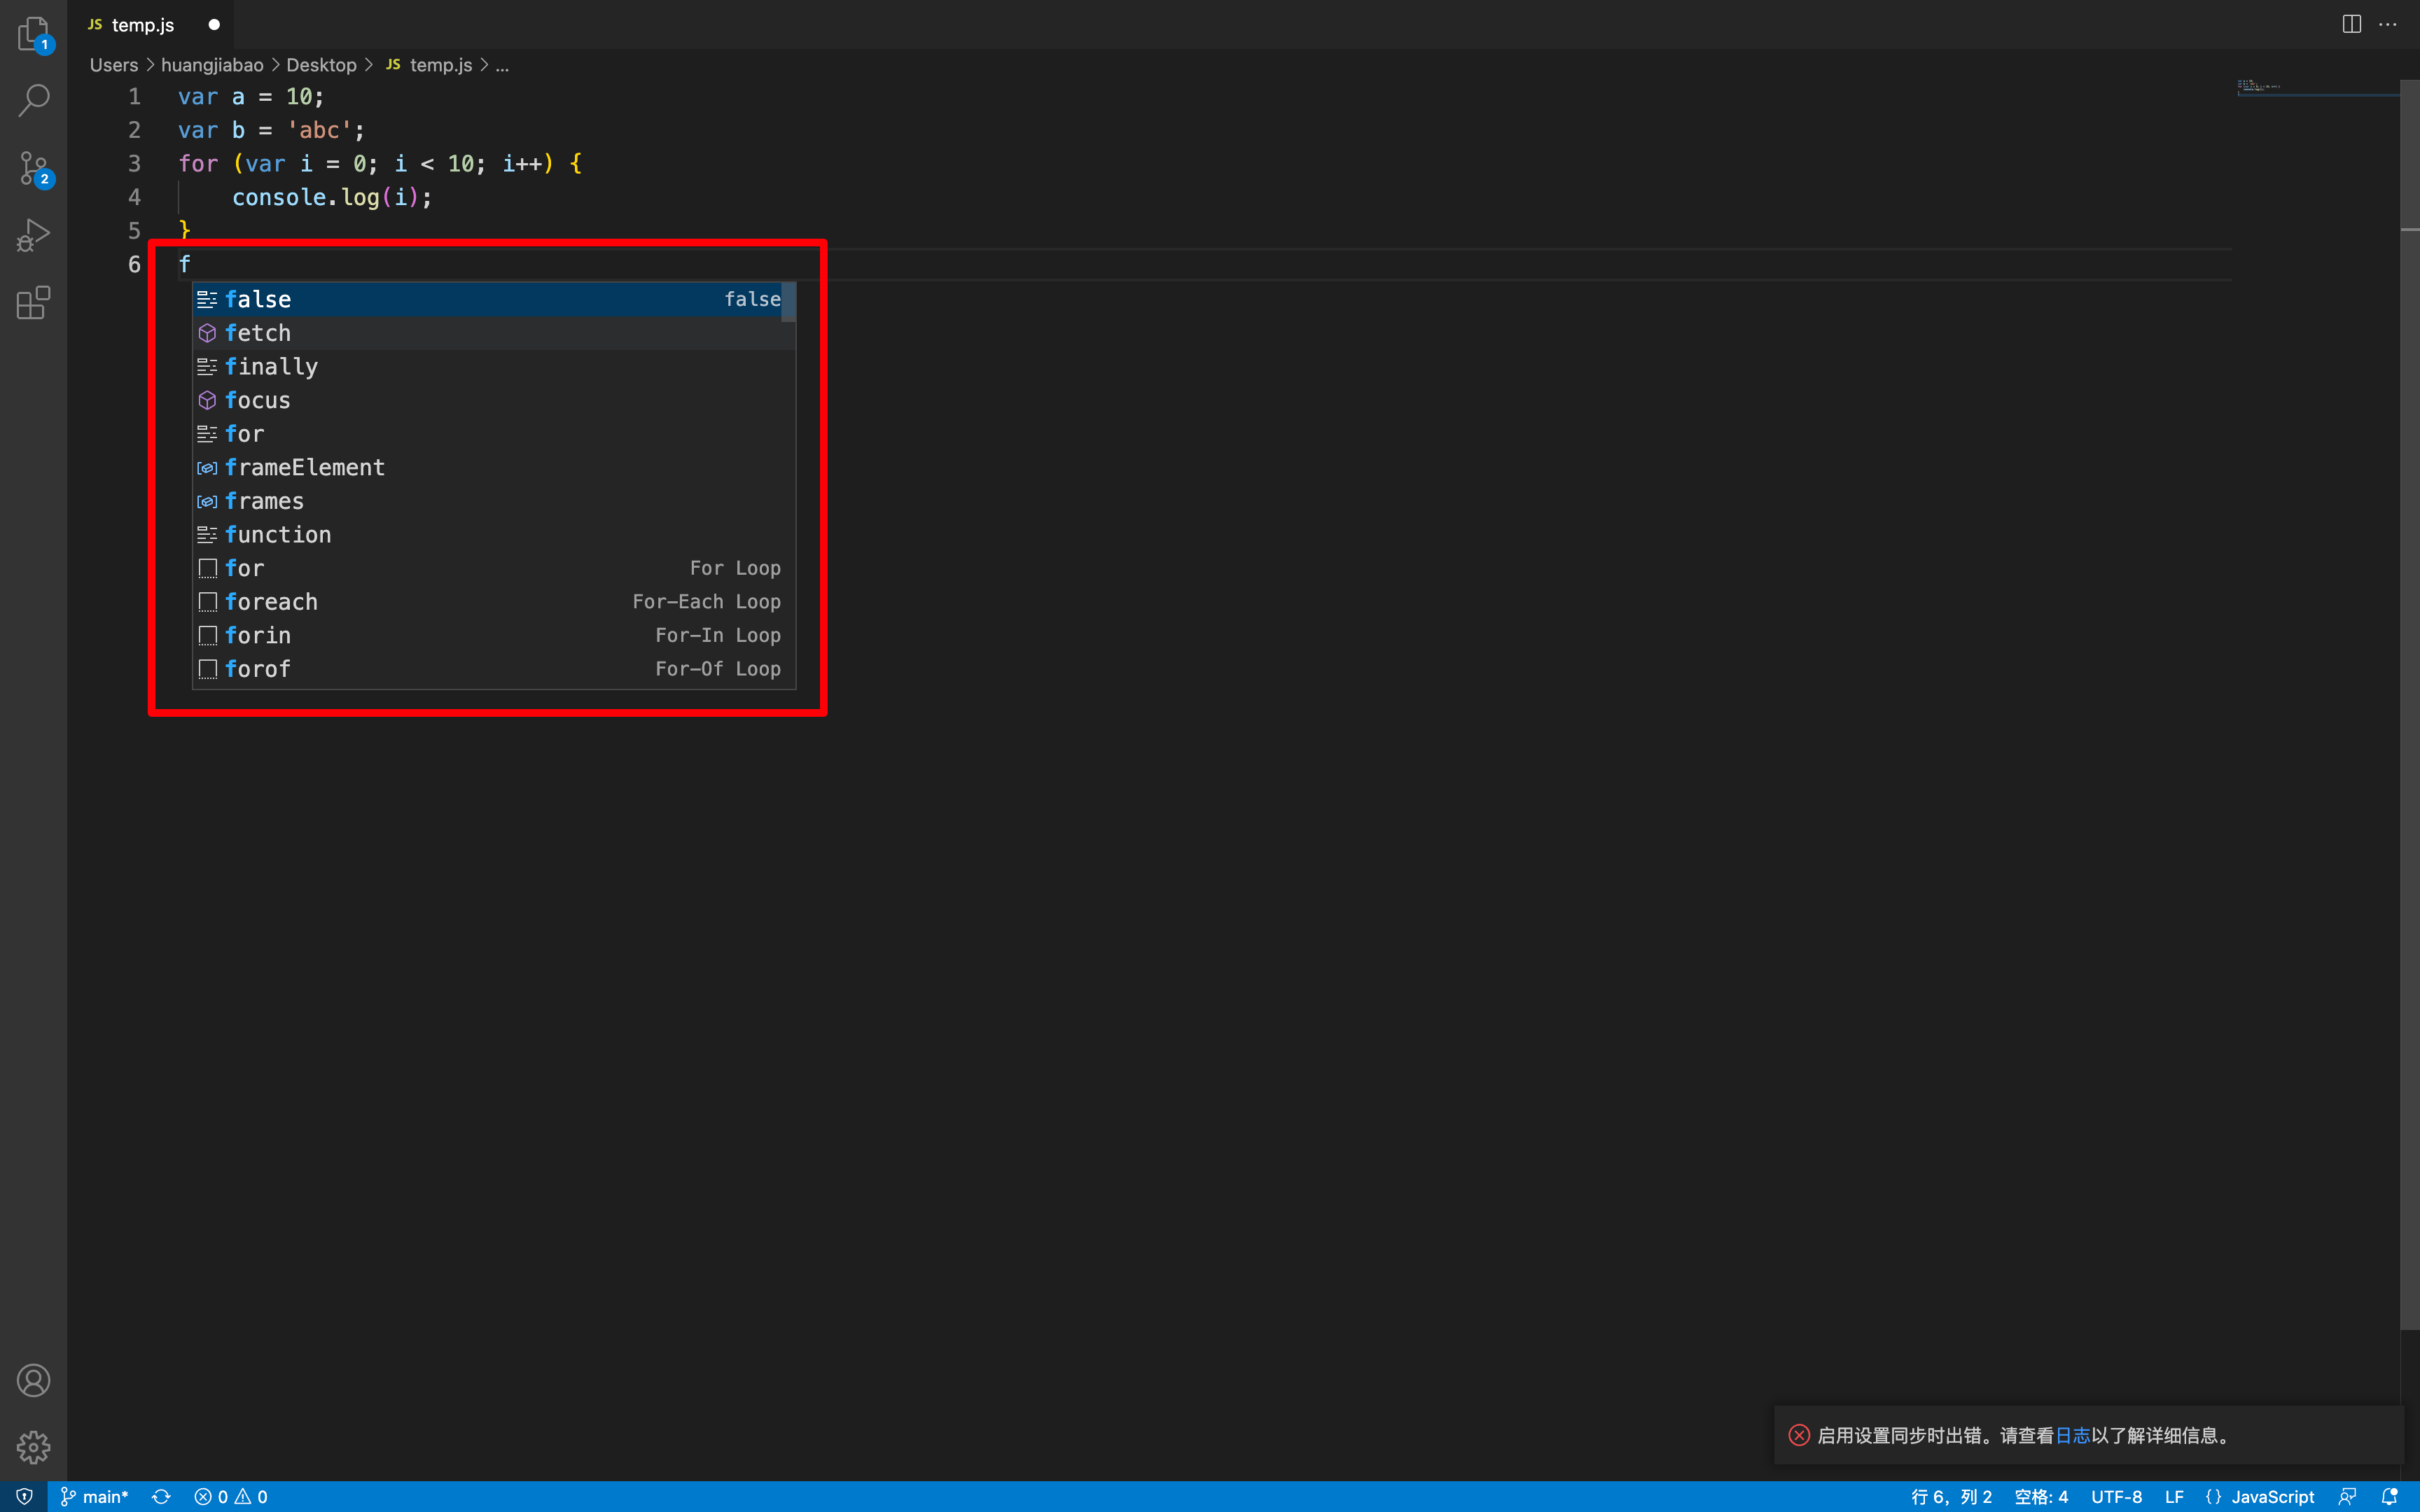 JS temp.js
1
Users > huangjiabao > Desktop > JS temp.js > ...
1 var a = 10;
2 var b = 'abc';
3 for (var i = 0; i < 10; i++) {
2
4 console.log(i);
5 }
6 f
false false
fetch
finally
focus
for
frameElement
frames
function
for For Loop
foreach For-Each Loop
forin For-In Loop
forof For-Of Loop
启用设置同步时出错。请查看日志以了解详细信息。
main* 0 0 行 6，列 2 空格: 4 UTF-8 LF {} JavaScript